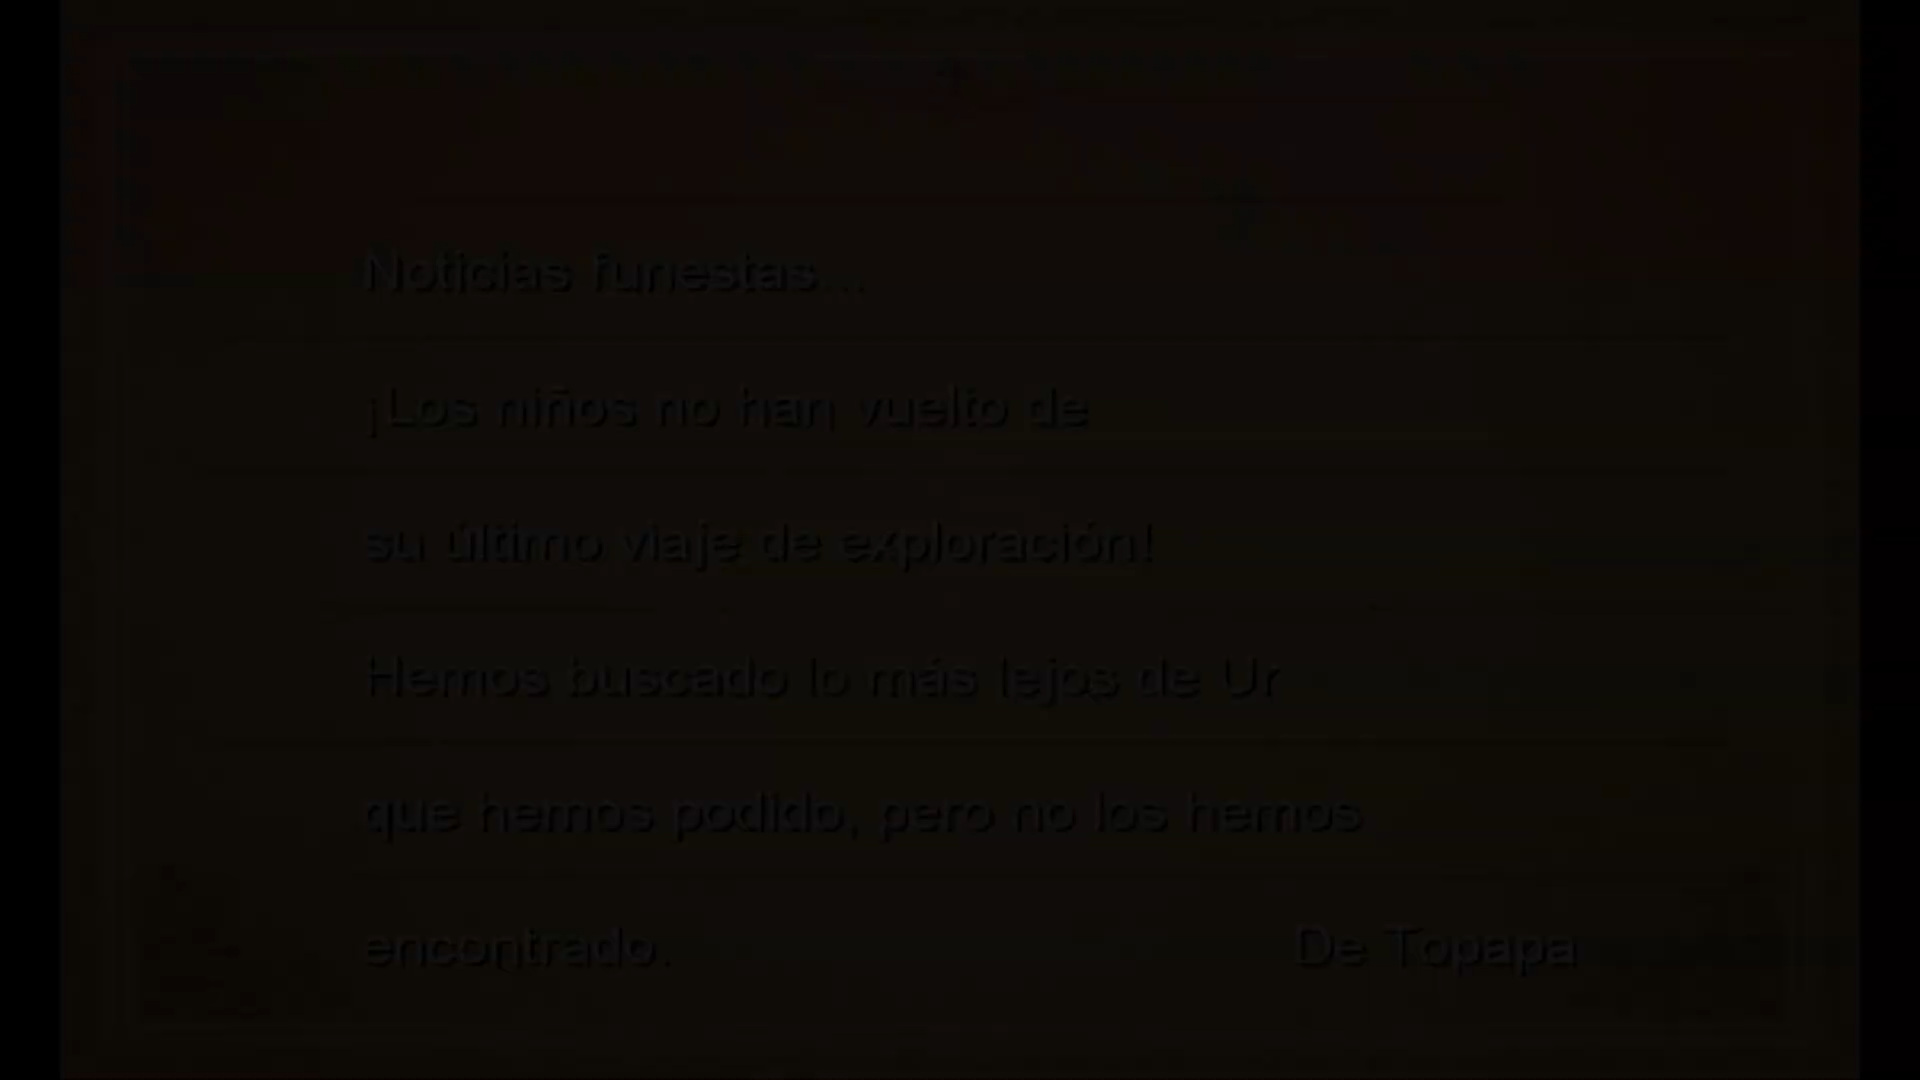 Noticias funestas...
¡Los niños no han vuelto de
su último viaje de exploración!
Hemos buscado lo más lejos de Ur
que hemos podido, pero no los hemos
encontrado. De Topapa